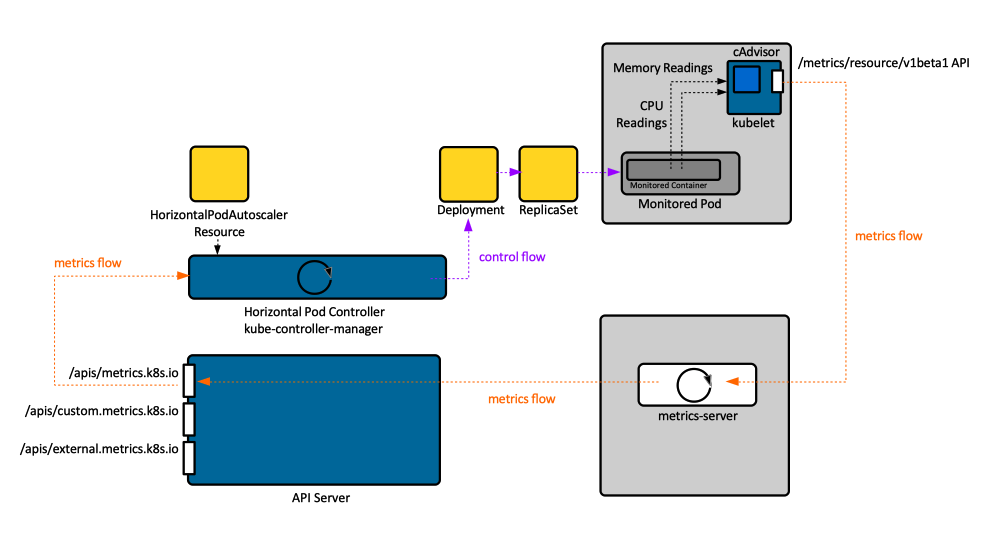 cAdvisor
/metrics/resource/v1beta1 API
Memory Readings
CPU
Readings
kubelet
Monitored Container
Monitored Pod
Deployment
ReplicaSet
HorizontalPodAutoscaler
Resource
metrics flow
control flow
metrics flow
Horizontal Pod Controller
kube-controller-manager
/apis/metrics.k8s.io
/apis/custom.metrics.k8s.io
/apis/external.metrics.k8s.io
metrics flow
metrics-server
API Server